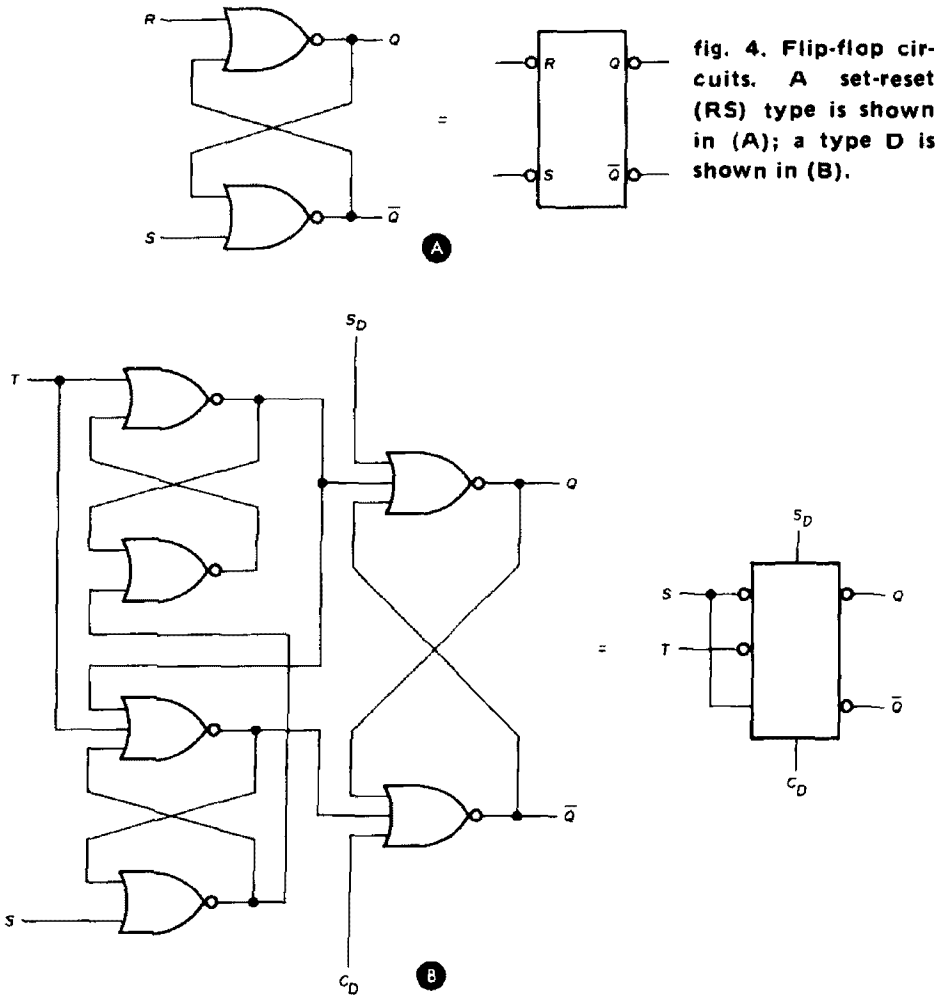 R
Q
S
Q̅
=
R
Q
S
Q̅
fig. 4. Flip-flop cir-
cuits. A set-reset
(RS) type is shown
in (A); a type D is
shown in (B).
A
S_D
T
Q
S
Q̅
C_D
=
S_D
S
Q
T
Q̅
C_D
B